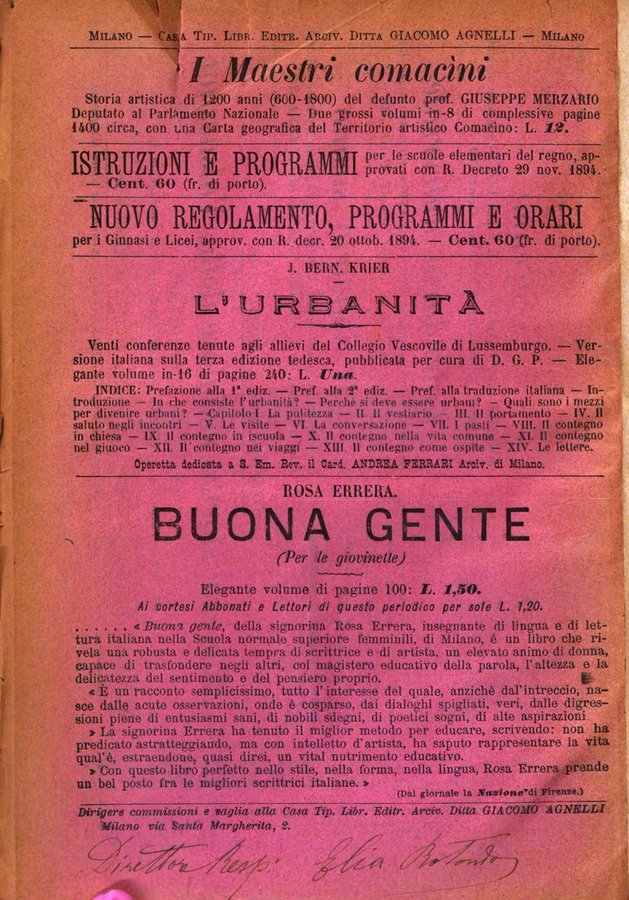 MILANO — CASA TIP. LIBR. EDITR. ARCIV. DITTA GIACOMO AGNELLI — MILANO
I Maestri comacìni
Storia artistica di 1200 anni (600-1800) del defunto prof. GIUSEPPE MERZARIO
Deputato al Parlamento Nazionale — Due grossi volumi in-8 di complessive pagine
1400 circa, con una Carta geografica del Territorio artistico Comacino: L. 12.
ISTRUZIONI E PROGRAMMI per le scuole elementari del regno, ap-
provati con R. Decreto 29 nov. 1894.
— Cent. 60 (fr. di porto).
NUOVO REGOLAMENTO, PROGRAMMI E ORARI
per i Ginnasi e Licei, approv. con R. decr. 20 ottob. 1894. — Cent. 60 (fr. di porto).
J. BERN. KRIER
L'URBANITÀ
Venti conferenze tenute agli allievi del Collegio Vescovile di Lussemburgo. — Ver-
sione italiana sulla terza edizione tedesca, pubblicata per cura di D. G. P. — Ele-
gante volume in-16 di pagine 240: L. Una.
INDICE: Prefazione alla 1ª ediz. — Pref. alla 2ª ediz. — Pref. alla traduzione italiana — In-
troduzione — In che consiste l'urbanità? — Perchè si deve essere urbani? — Quali sono i mezzi
per divenire urbani? — Capitolo I. La pulitezza — II. Il vestiario — III. Il portamento — IV. Il
saluto negli incontri — V. Le visite — VI. La conversazione — VII. I pasti — VIII. Il contegno
in chiesa — IX. Il contegno in iscuola — X. Il contegno nella vita comune — XI. Il contegno
nel giuoco — XII. Il contegno nei viaggi — XIII. Il contegno come ospite — XIV. Le lettere.
Operetta dedicata a S. Em. Rev. il Card. ANDREA FERRARI Arciv. di Milano.
ROSA ERRERA.
BUONA GENTE
(Per le giovinette)
Elegante volume di pagine 100: L. 1,50.
Ai cortesi Abbonati e Lettori di questo periodico per sole L. 1,20.
. . . . . . « Buona gente, della signorina Rosa Errera, insegnante di lingua e di let-
tura italiana nella Scuola normale superiore femminili, di Milano, è un libro che ri-
vela una robusta e delicata tempra di scrittrice e di artista, un elevato animo di donna,
capace di trasfondere negli altri, col magistero educativo della parola, l'altezza e la
delicatezza del sentimento e del pensiero proprio.
« È un racconto semplicissimo, tutto l'interesse del quale, anzichè dal'intreccio, na-
sce dalle acute osservazioni, onde è cosparso, dai dialoghi spigliati, veri, dalle digres-
sioni piene di entusiasmi sani, di nobili sdegni, di poetici sogni, di alte aspirazioni
» La signorina Errera ha tenuto il miglior metodo per educare, scrivendo: non ha
predicato astratteggiando, ma con intelletto d'artista, ha saputo rappresentare la vita
qual'è, estraendone, quasi direi, un vital nutrimento educativo.
» Con questo libro perfetto nello stile, nella forma, nella lingua, Rosa Errera prende
un bel posto fra le migliori scrittrici italiane. »
(Dal giornale la Nazione di Firenze.)
Dirigere commissioni e vaglia alla Casa Tip. Libr. Editr. Arciv. Ditta GIACOMO AGNELLI
Milano via Santa Margherita, 2.
Direttor Resp. Elia Rotondo